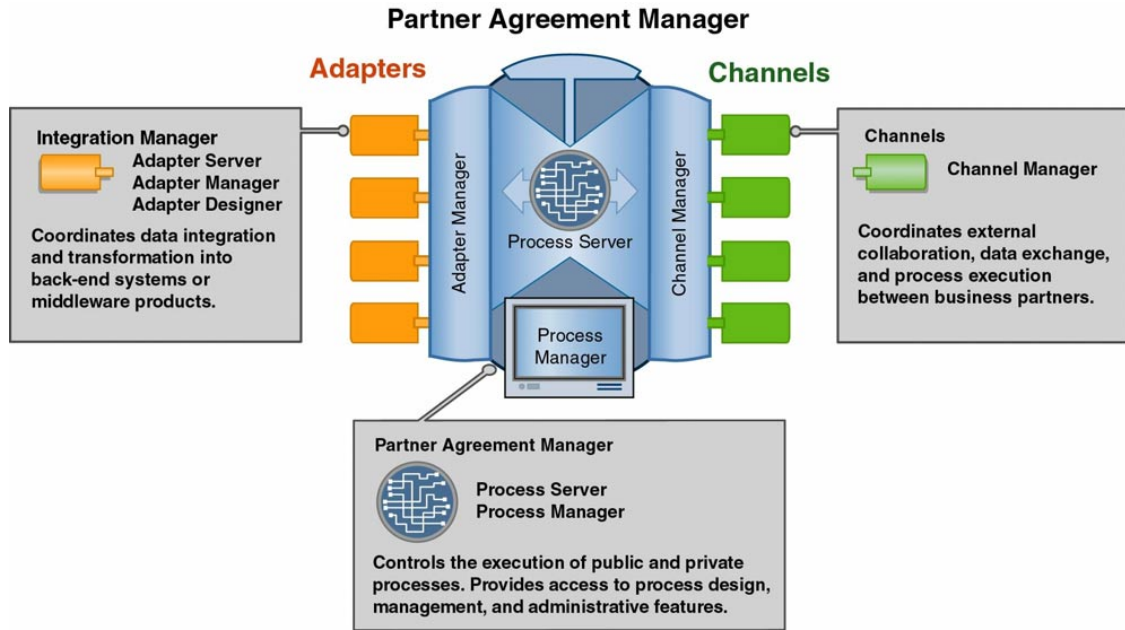 Partner Agreement Manager
Adapters
Channels
Integration Manager
Adapter Server
Adapter Manager
Adapter Designer
Coordinates data integration
and transformation into
back-end systems or
middleware products.
Adapter Manager
Process Server
Channel Manager
Process
Manager
Channels
Channel Manager
Coordinates external
collaboration, data exchange,
and process execution
between business partners.
Partner Agreement Manager
Process Server
Process Manager
Controls the execution of public and private
processes. Provides access to process design,
management, and administrative features.